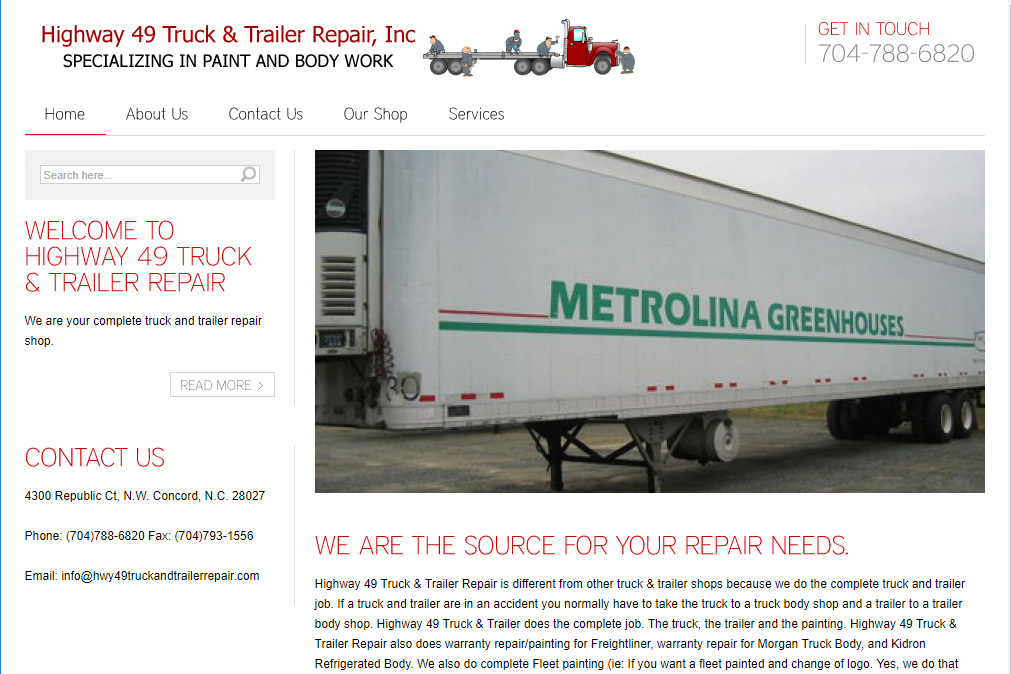 Highway 49 Truck & Trailer Repair, Inc
SPECIALIZING IN PAINT AND BODY WORK
GET IN TOUCH
704-788-6820
Home About Us Contact Us Our Shop Services
Search here...
WELCOME TO
HIGHWAY 49 TRUCK
& TRAILER REPAIR
We are your complete truck and trailer repair
shop.
READ MORE >
CONTACT US
4300 Republic Ct, N.W. Concord, N.C. 28027
Phone: (704)788-6820 Fax: (704)793-1556
Email: info@hwy49truckandtrailerrepair.com
METROLINA GREENHOUSES
WE ARE THE SOURCE FOR YOUR REPAIR NEEDS.
Highway 49 Truck & Trailer Repair is different from other truck & trailer shops because we do the complete truck and trailer
job. If a truck and trailer are in an accident you normally have to take the truck to a truck body shop and a trailer to a trailer
body shop. Highway 49 Truck & Trailer does the complete job. The truck, the trailer and the painting. Highway 49 Truck &
Trailer Repair also does warranty repair/painting for Freightliner, warranty repair for Morgan Truck Body, and Kidron
Refrigerated Body. We also do complete Fleet painting (ie: If you want a fleet painted and change of logo. Yes, we do that